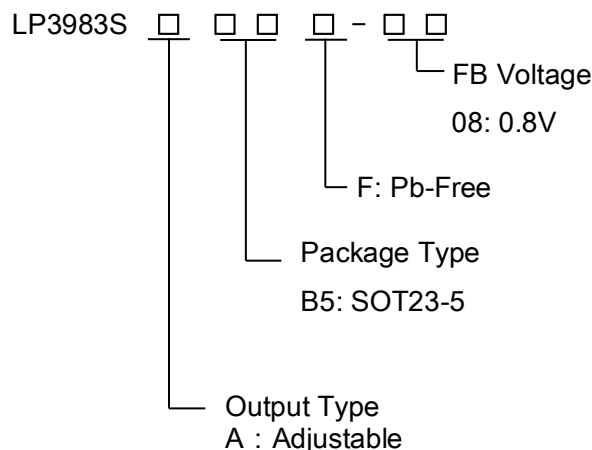 LP3983S □ □ □ □ - □ □
FB Voltage
08: 0.8V
F: Pb-Free
Package Type
B5: SOT23-5
Output Type
A : Adjustable